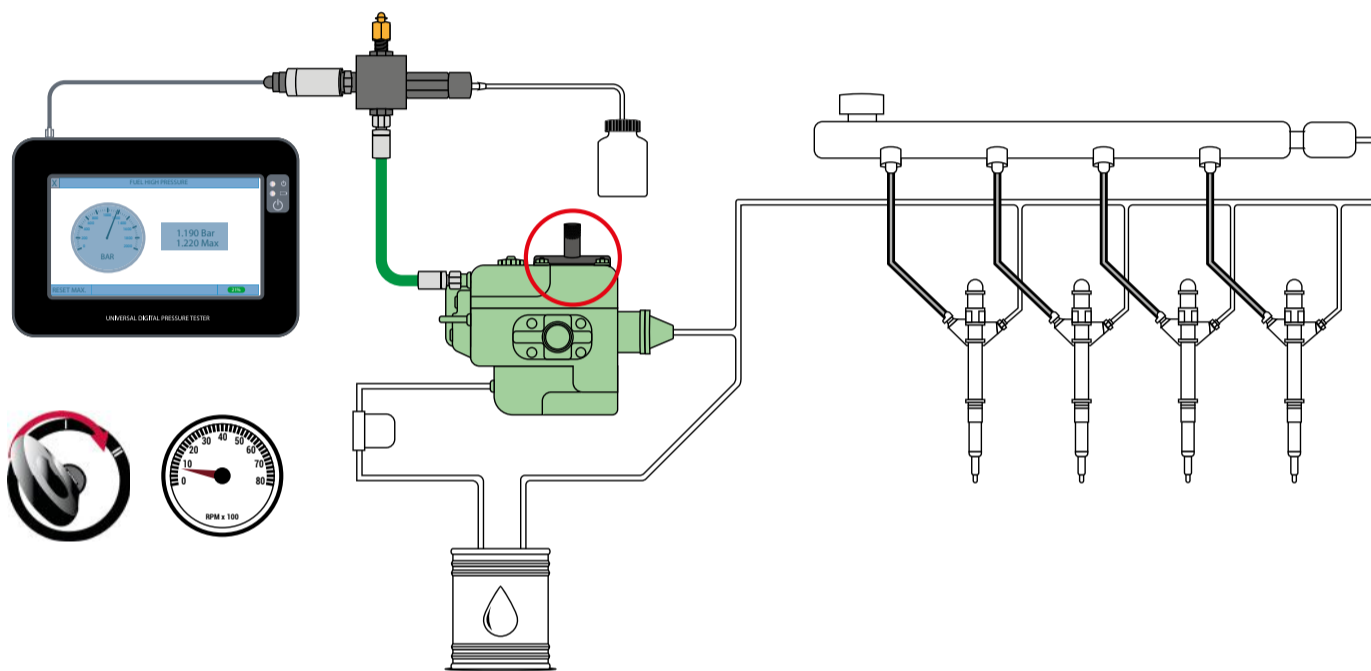 X FUEL HIGH PRESSURE
1,190 Bar
1.220 Max
BAR
RESET MAX.
UNIVERSAL DIGITAL PRESSURE TESTER
0 10 20 30 40 50 60 70 80
RPM x 100